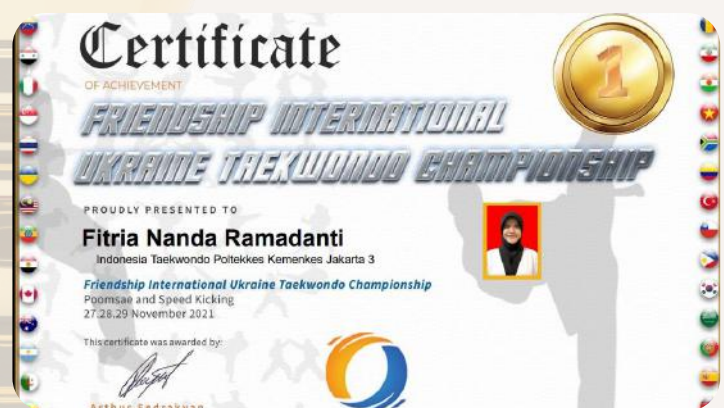 Certificate
OF ACHIEVEMENT
FRIENDSHIP INTERNATIONAL
UKRAINE TAEKWONDO CHAMPIONSHIP
1
PROUDLY PRESENTED TO
Fitria Nanda Ramadanti
Indonesia Taekwondo Poltekkes Kemenkes Jakarta 3
Friendship International Ukraine Taekwondo Championship
Poomsae and Speed Kicking
27.28.29 November 2021
This certificate was awarded by: